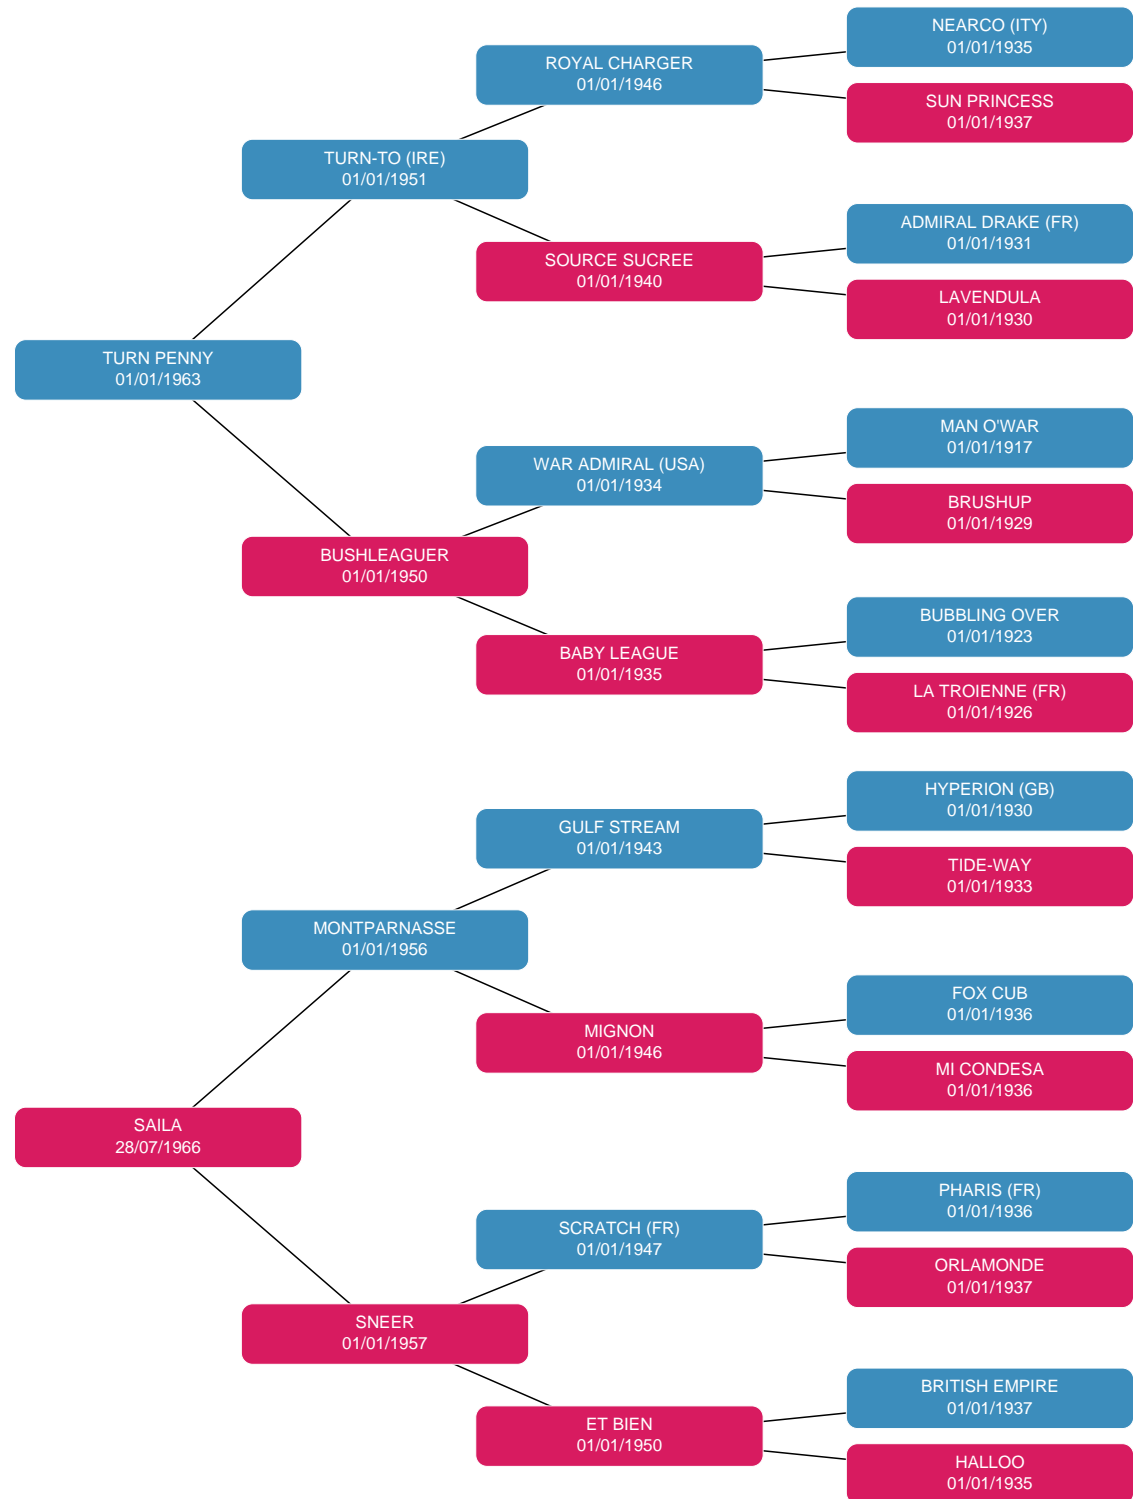 NEARCO (ITY)
01/01/1935
ROYAL CHARGER
01/01/1946
SUN PRINCESS
01/01/1937
TURN-TO (IRE)
01/01/1951
ADMIRAL DRAKE (FR)
01/01/1931
SOURCE SUCREE
01/01/1940
LAVENDULA
01/01/1930
TURN PENNY
01/01/1963
MAN O'WAR
01/01/1917
WAR ADMIRAL (USA)
01/01/1934
BRUSHUP
01/01/1929
BUSHLEAGUER
01/01/1950
BUBBLING OVER
01/01/1923
BABY LEAGUE
01/01/1935
LA TROIENNE (FR)
01/01/1926
HYPERION (GB)
01/01/1930
GULF STREAM
01/01/1943
TIDE-WAY
01/01/1933
MONTPARNASSE
01/01/1956
FOX CUB
01/01/1936
MIGNON
01/01/1946
MI CONDESA
01/01/1936
SAILA
28/07/1966
PHARIS (FR)
01/01/1936
SCRATCH (FR)
01/01/1947
ORLAMONDE
01/01/1937
SNEER
01/01/1957
BRITISH EMPIRE
01/01/1937
ET BIEN
01/01/1950
HALLOO
01/01/1935